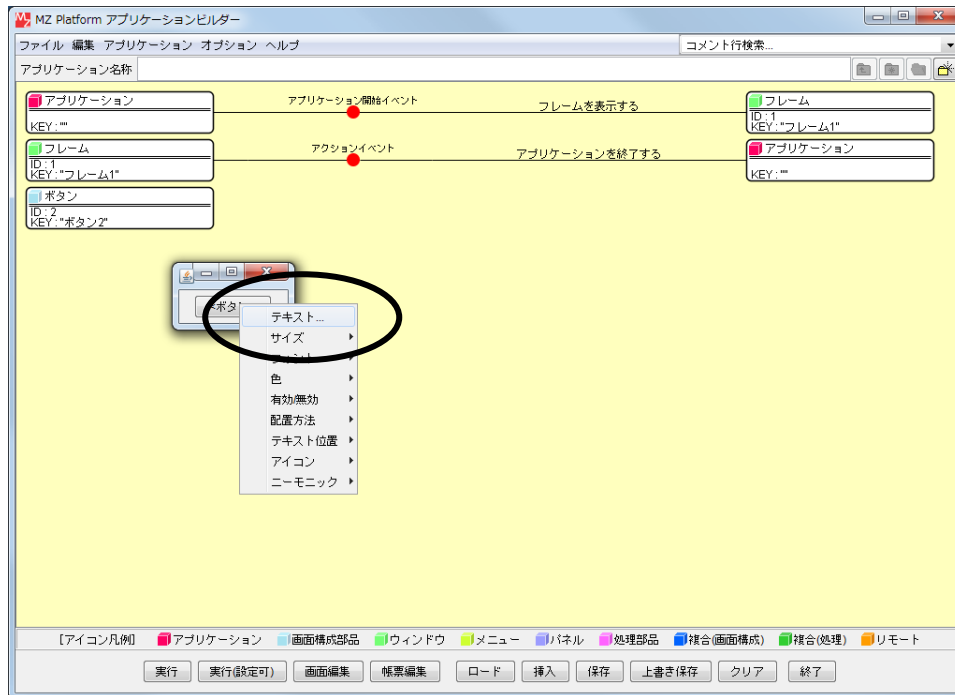 MZ Platform アプリケーションビルダー
ファイル 編集 アプリケーション オプション ヘルプ コメント行検索...
アプリケーション名称
アプリケーション アプリケーション開始イベント フレームを表示する フレーム
KEY:"" ID:1
KEY:"フレーム1"
フレーム アクションイベント アプリケーションを終了する アプリケーション
ID:1
KEY:"フレーム1" KEY:""
ボタン
ID:2
KEY:"ボタン2"
テキスト...
サイズ
色
有効/無効
配置方法
テキスト位置
アイコン
ニーモニック
[アイコン凡例] アプリケーション 画面構成部品 ウィンドウ メニュー パネル 処理部品 複合(画面構成) 複合(処理) リモート
実行 実行(設定可) 画面編集 帳票編集 ロード 挿入 保存 上書き保存 クリア 終了